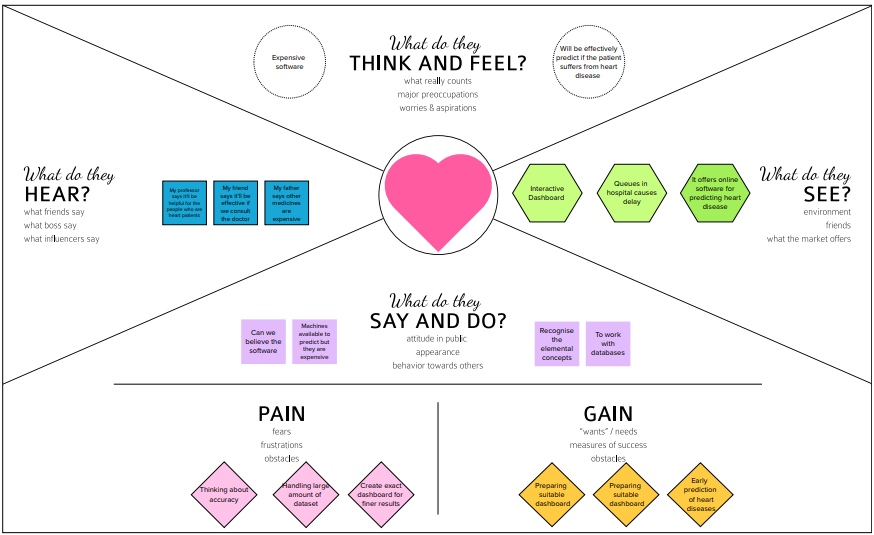 What do they
THINK AND FEEL?
what really counts
major preoccupations
worries & aspirations
Expensive
software
Will be effectively
predict if the patient
suffers from heart
disease
What do they
HEAR?
what friends say
what boss say
what influencers say
My professor
says it'll be
helpful for the
people who are
heart patients
My friend
says it'll be
effective if
we consult
the doctor
My father
says other
medicines
are
expensive
Interactive
Dashboard
Queues in
hospital causes
delay
It offers online
software for
predicting heart
disease
What do they
SEE?
environment
friends
what the market offers
What do they
SAY AND DO?
attitude in public
appearance
behavior towards others
Can we
believe the
software
Machines
available to
predict but
they are
expensive
Recognise
the
elemental
concepts
To work
with
databases
PAIN
fears
frustrations
obstacles
Thinking about
accuracy
Handling large
amount of
dataset
Create exact
dashboard for
finer results
GAIN
"wants" / needs
measures of success
obstacles
Preparing
suitable
dashboard
Preparing
suitable
dashboard
Early
prediction
of heart
diseases